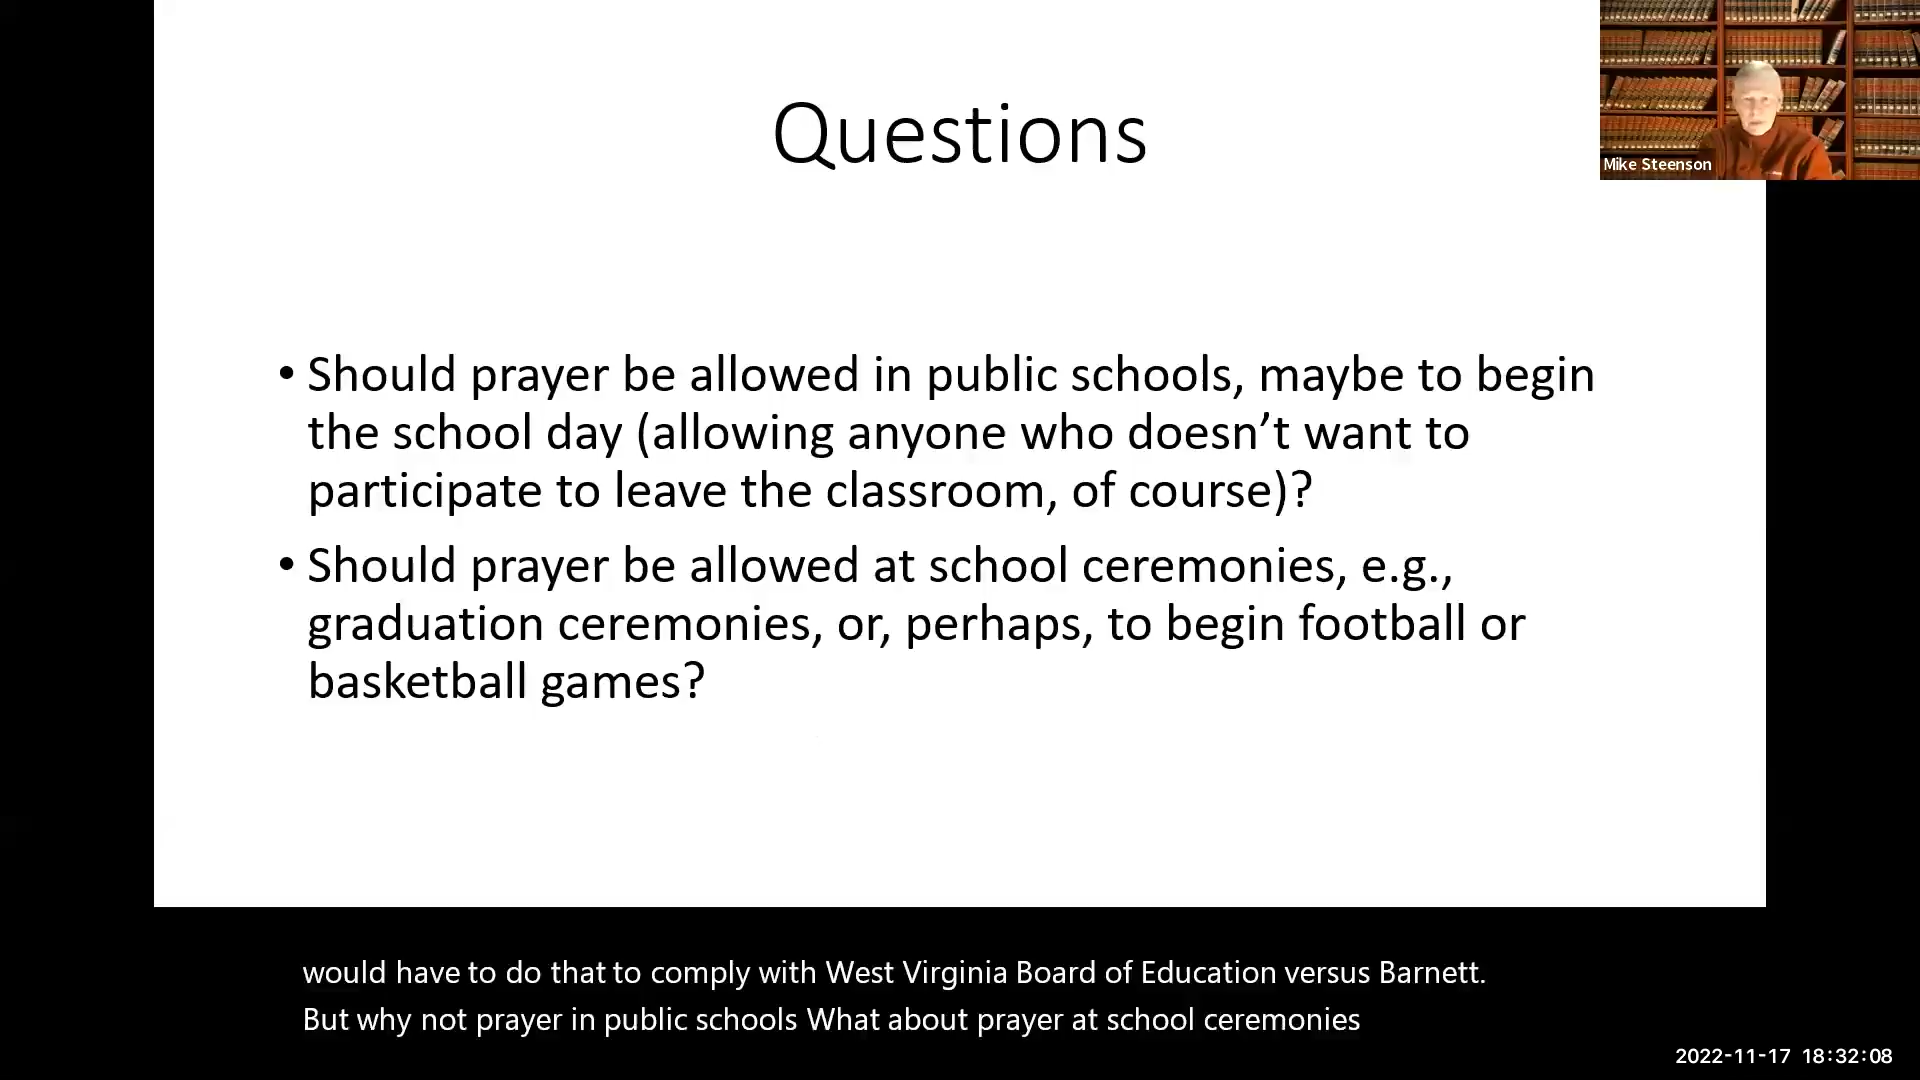 Questions
Mike Steenson
• Should prayer be allowed in public schools, maybe to begin
the school day (allowing anyone who doesn’t want to
participate to leave the classroom, of course)?
• Should prayer be allowed at school ceremonies, e.g.,
graduation ceremonies, or, perhaps, to begin football or
basketball games?
would have to do that to comply with West Virginia Board of Education versus Barnett.
But why not prayer in public schools What about prayer at school ceremonies
2022-11-17 18:32:08